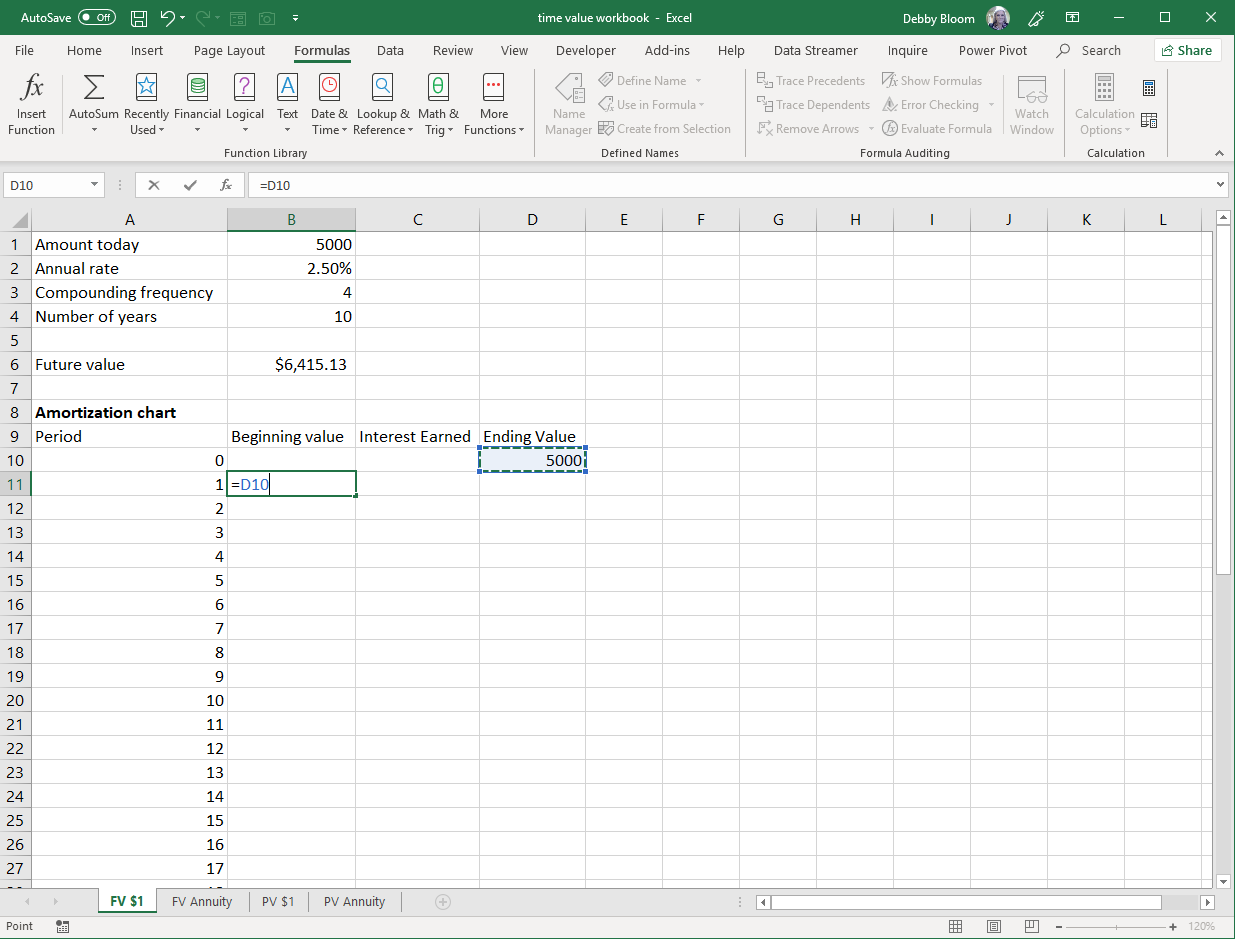 AutoSave Off time value workbook - Excel Debby Bloom
File Home Insert Page Layout Formulas Data Review View Developer Add-ins Help Data Streamer Inquire Power Pivot Search Share
fx Σ ? A θ ...
Insert Function AutoSum Recently Used Financial Logical Text Date & Time Lookup & Reference Math & Trig More Functions
Name Manager Define Name
Use in Formula
Create from Selection
Trace Precedents Show Formulas
Trace Dependents Error Checking
Remove Arrows Evaluate Formula
Watch Window Calculation Options
Function Library Defined Names Formula Auditing Calculation
D10 fx =D10
A B C D E F G H I J K L
1 Amount today 5000
2 Annual rate 2.50%
3 Compounding frequency 4
4 Number of years 10
5
6 Future value $6,415.13
7
8 Amortization chart
9 Period Beginning value Interest Earned Ending Value
10 0 5000
11 1 =D10
12 2
13 3
14 4
15 5
16 6
17 7
18 8
19 9
20 10
21 11
22 12
23 13
24 14
25 15
26 16
27 17
FV $1 FV Annuity PV $1 PV Annuity
Point 120%